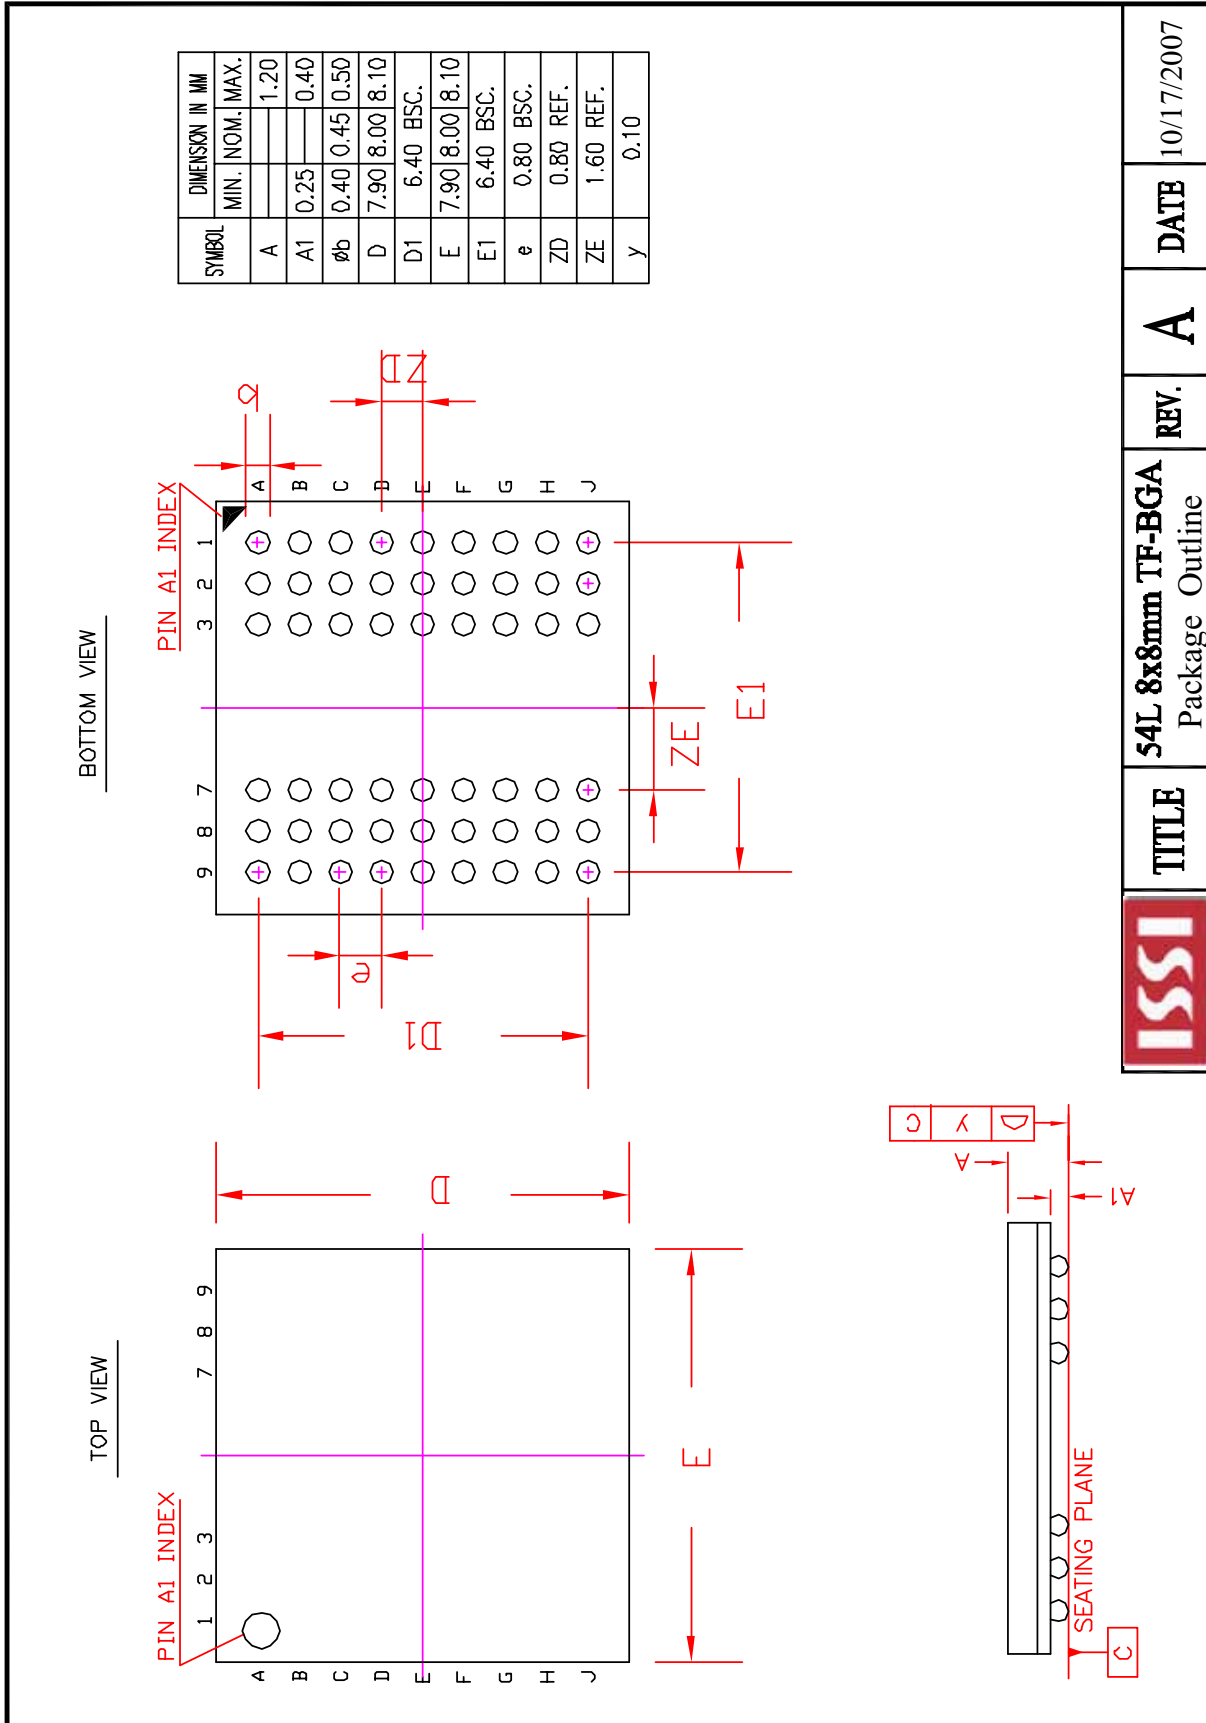 TOP VIEW
PIN A1 INDEX
1 2 3 7 8 9
A
B
C
D
E
F
G
H
J
D
E
BOTTOM VIEW
PIN A1 INDEX
9 8 7 3 2 1
A
B
C
D
E
F
G
H
J
b
ZD
e
D1
ZE
E1
SYMBOL DIMENSION IN MM
MIN. NOM. MAX.
A 1.20
A1 0.25 0.40
øb 0.40 0.45 0.50
D 7.90 8.00 8.10
D1 6.40 BSC.
E 7.90 8.00 8.10
E1 6.40 BSC.
e 0.80 BSC.
ZD 0.80 REF.
ZE 1.60 REF.
y 0.10
C y
A
A1
SEATING PLANE
C
ISSI
TITLE
54L 8x8mm TF-BGA
Package Outline
REV.
A
DATE
10/17/2007